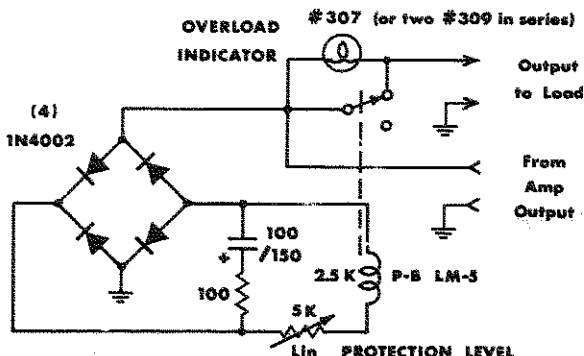 #307 (or two #309 in series)
OVERLOAD
INDICATOR
Output
to Load
(4)
1N4002
From
Amp
Output
100
/150
+
2.5 K
P-B LM-5
100
5K
Lin
PROTECTION LEVEL